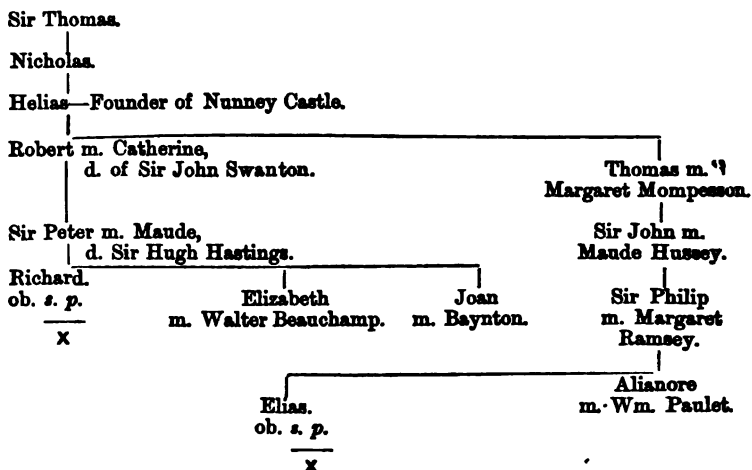 Sir Thomas.
Nicholas.
Helias—Founder of Nunney Castle.
Robert m. Catherine,
d. of Sir John Swanton.
Thomas m.
Margaret Mompesson.
Sir Peter m. Maude,
d. Sir Hugh Hastings.
Sir John m.
Maude Hussey.
Richard.
ob. s. p.
X
Elizabeth
m. Walter Beauchamp.
Joan
m. Baynton.
Sir Philip
m. Margaret
Ramsey.
Elias.
ob. s. p.
X
Alianore
m. Wm. Paulet.